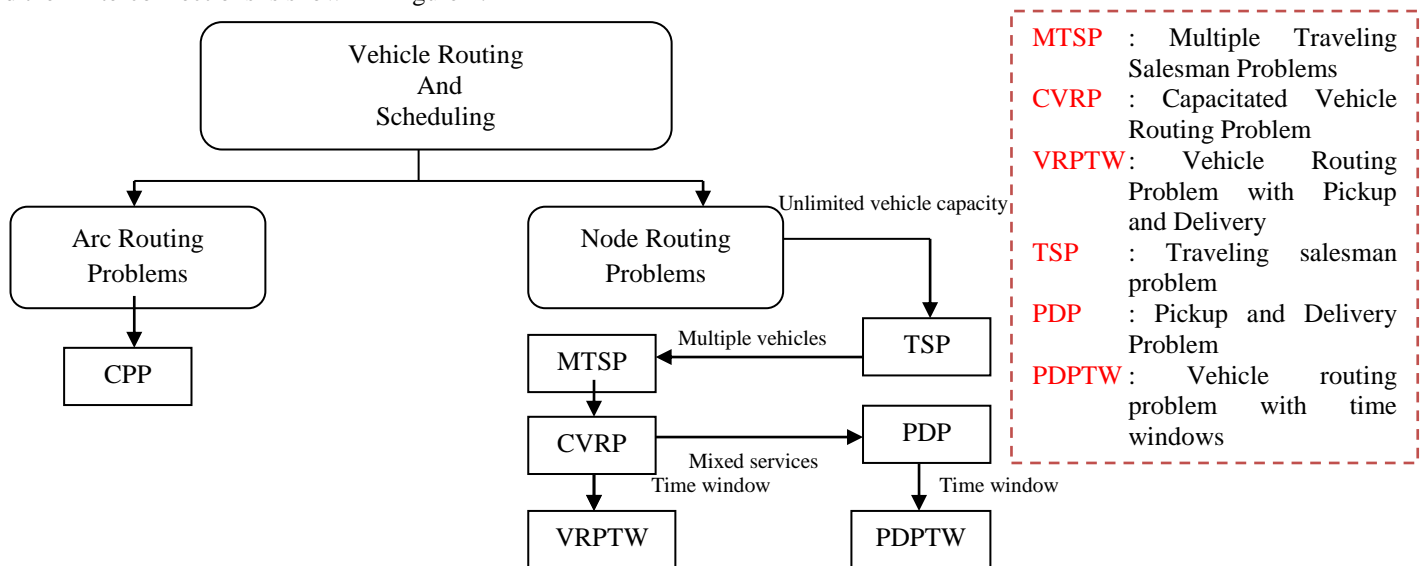 Vehicle Routing
And
Scheduling
Arc Routing
Problems
Node Routing
Problems
Unlimited vehicle capacity
CPP
TSP
Multiple vehicles
MTSP
CVRP
Mixed services
PDP
Time window
Time window
VRPTW
PDPTW
MTSP : Multiple Traveling
Salesman Problems
CVRP : Capacitated Vehicle
Routing Problem
VRPTW : Vehicle Routing
Problem with Pickup
and Delivery
TSP : Traveling salesman
problem
PDP : Pickup and Delivery
Problem
PDPTW : Vehicle routing
problem with time
windows